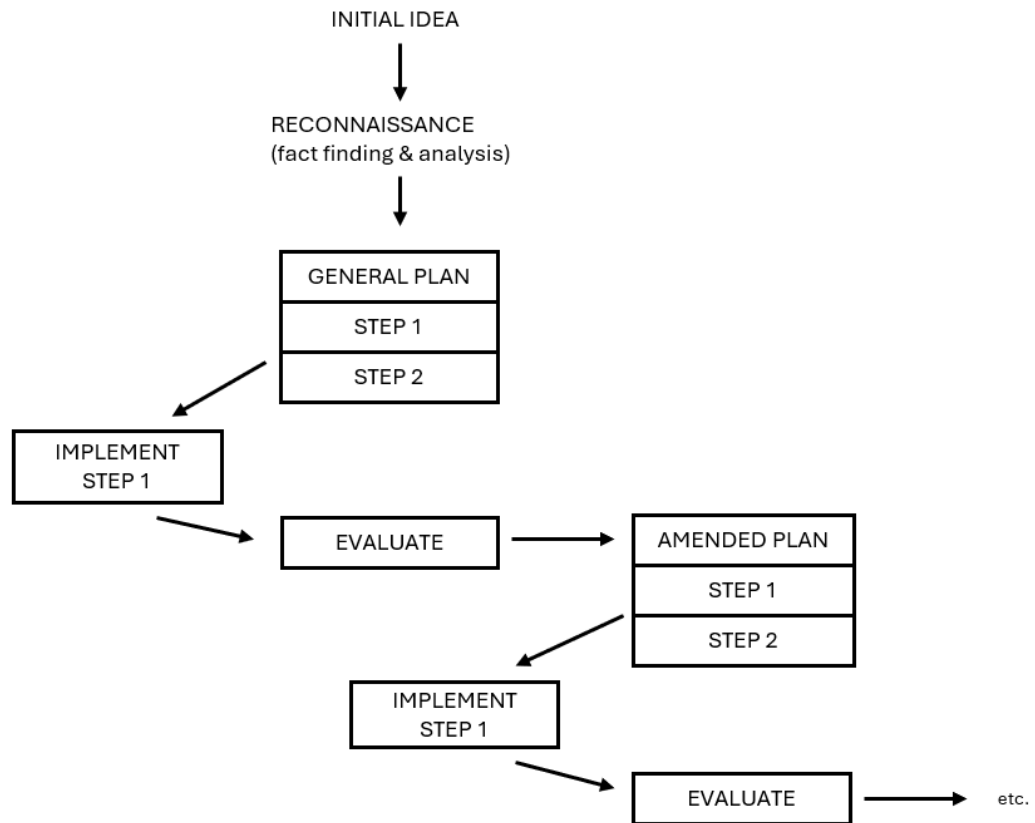 INITIAL IDEA
RECONNAISSANCE
(fact finding & analysis)
GENERAL PLAN
STEP 1
STEP 2
IMPLEMENT
STEP 1
EVALUATE
AMENDED PLAN
STEP 1
STEP 2
IMPLEMENT
STEP 1
EVALUATE
etc.